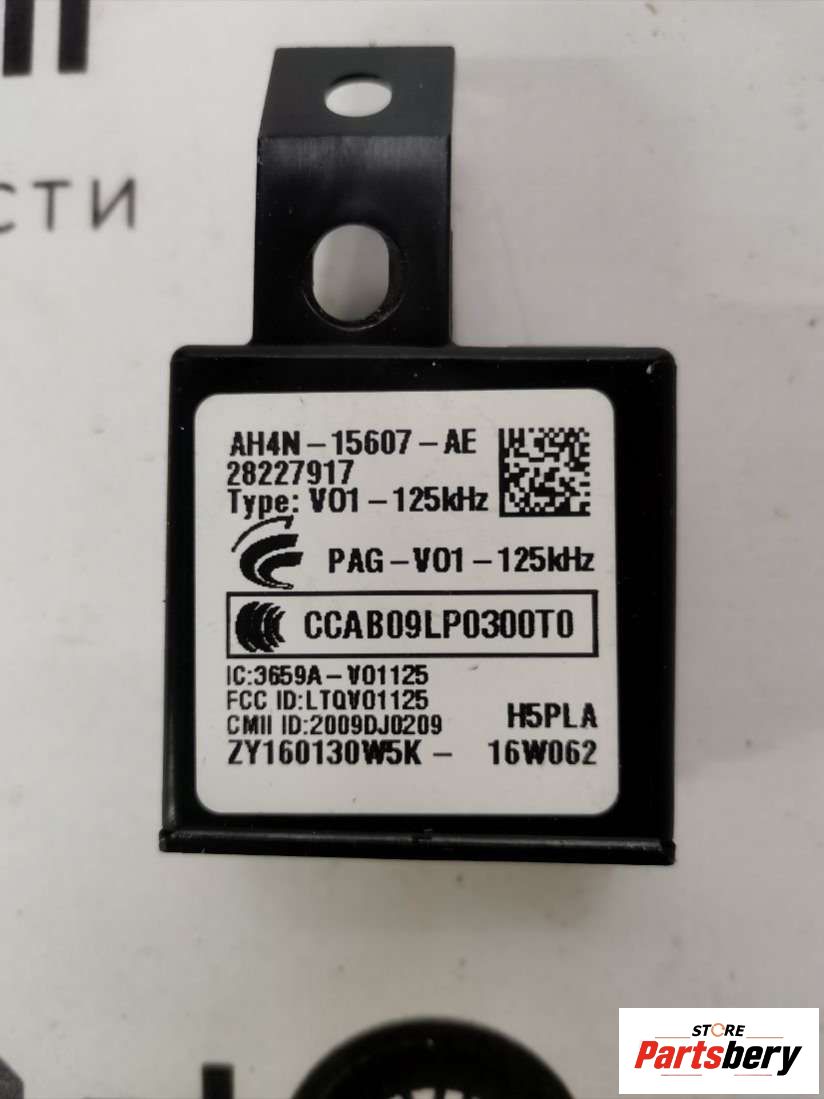 сти
AH4N-15607-AE
28227917
Type: V01-125kHz
PAG-V01-125kHz
CCAB09LP0300T0
IC:3659A-V01125
FCC ID:LTQV01125
CMII ID:2009DJ0209
H5PLA
ZY160130W5K- 16W062
STORE
Partsbery